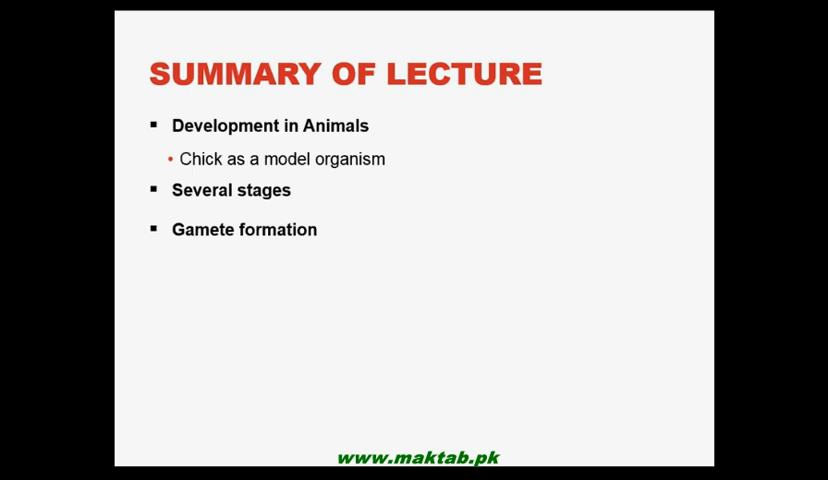 SUMMARY OF LECTURE
▪ Development in Animals
• Chick as a model organism
▪ Several stages
▪ Gamete formation
www.maktab.pk